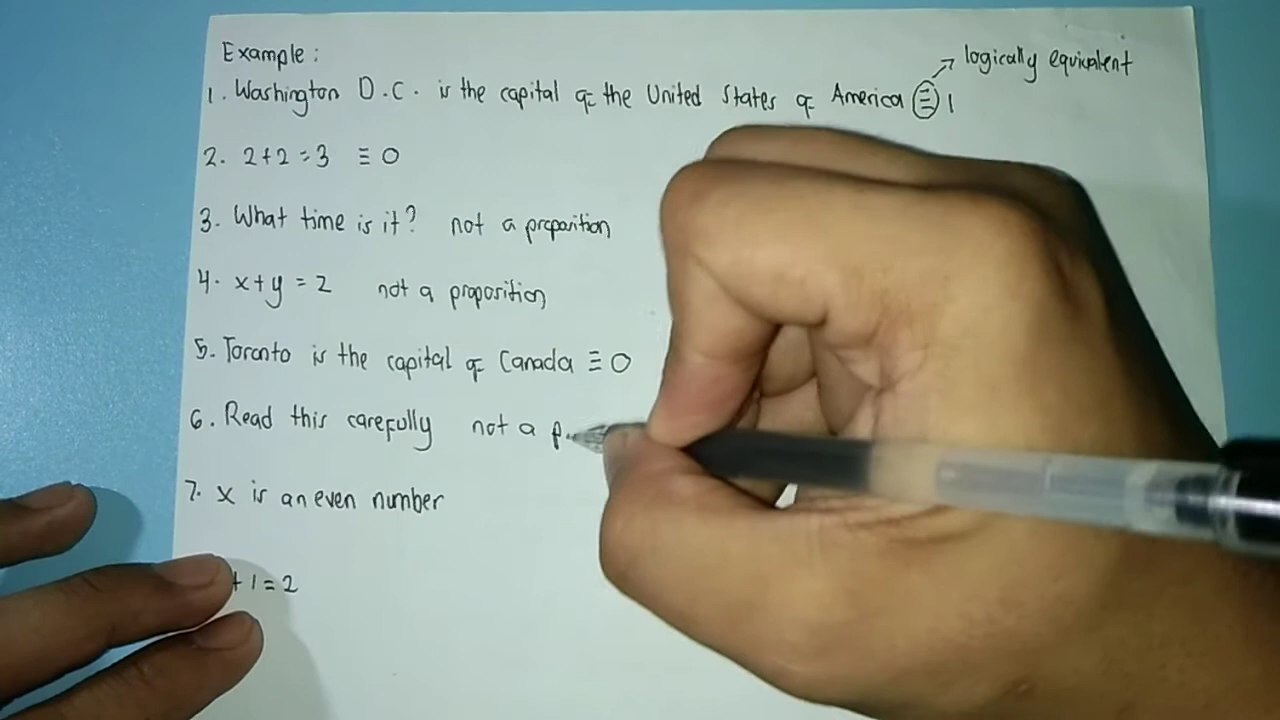 Example :
logically equivalent
1. Washington D.C. is the capital of the United States of America ≡ 1
2. 2+2=3 ≡ 0
3. What time is it? not a proposition
4. x+y = 2 not a proposition
5. Toronto is the capital of Canada ≡ 0
6. Read this carefully not a p
7. x is an even number
+ 1 = 2